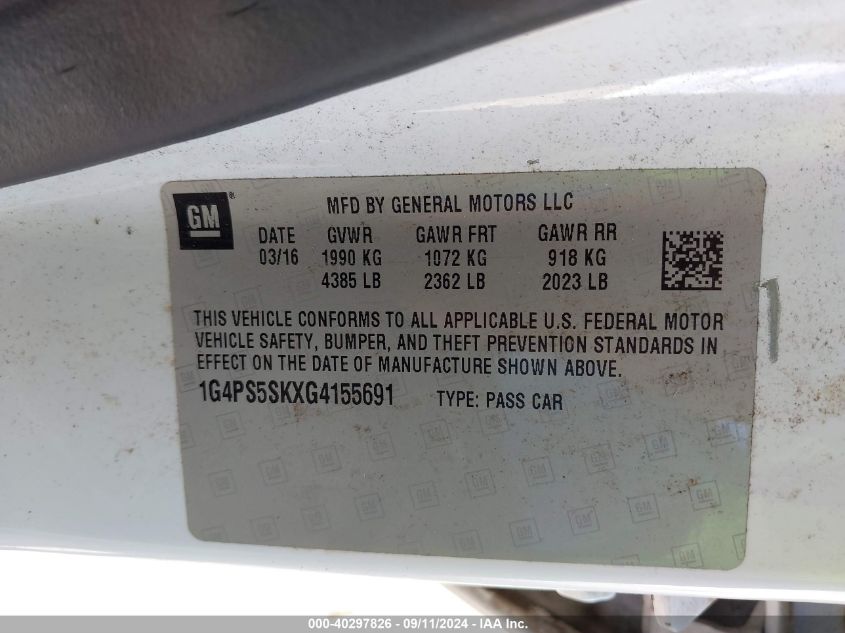 GM
MFD BY GENERAL MOTORS LLC
DATE GVWR GAWR FRT GAWR RR
03/16 1990 KG 1072 KG 918 KG
4385 LB 2362 LB 2023 LB
THIS VEHICLE CONFORMS TO ALL APPLICABLE U.S. FEDERAL MOTOR
VEHICLE SAFETY, BUMPER, AND THEFT PREVENTION STANDARDS IN
EFFECT ON THE DATE OF MANUFACTURE SHOWN ABOVE.
1G4PS5SKXG4155691 TYPE: PASS CAR
000-40297826 - 09/11/2024 - IAA Inc.